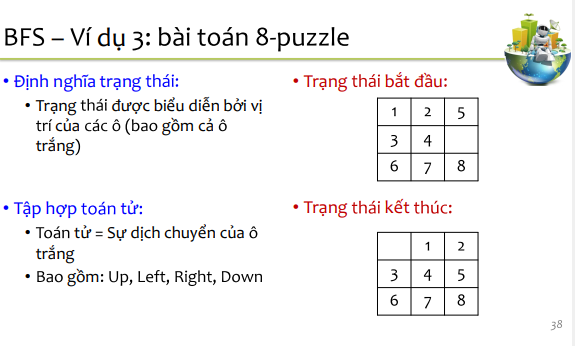 BFS – Ví dụ 3: bài toán 8-puzzle
• Định nghĩa trạng thái:
• Trạng thái được biểu diễn bởi vị
trí của các ô (bao gồm cả ô
trắng)
• Tập hợp toán tử:
• Toán tử = Sự dịch chuyển của ô
trắng
• Bao gồm: Up, Left, Right, Down
• Trạng thái bắt đầu:
1 2 5
3 4
6 7 8
• Trạng thái kết thúc:
1 2
3 4 5
6 7 8
38